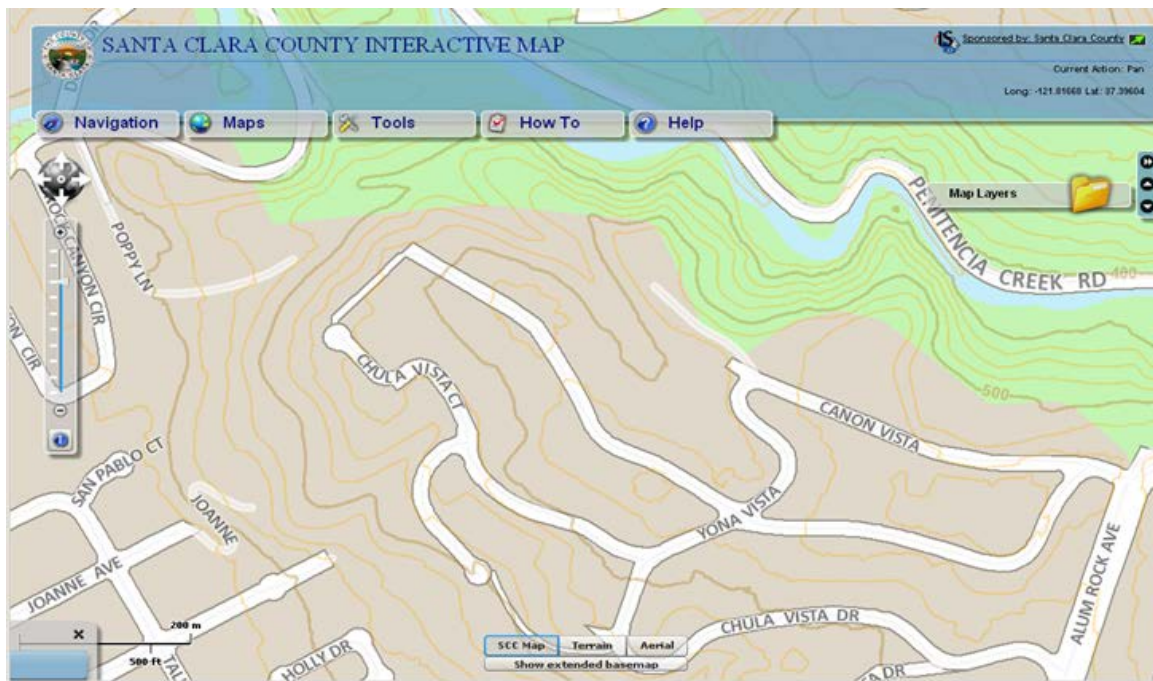 SANTA CLARA COUNTY INTERACTIVE MAP
Sponsored by: Santa Clara County
Current Action: Pan
Long: -121.81668 Lat: 37.39604
Navigation
Maps
Tools
How To
Help
Map Layers
POPPY LN
ROCK CANYON CIR
PENITENCIA CREEK RD
400
CHULA VISTA CT
500
CANON VISTA
YONA VISTA
SAN PABLO CT
JOANNE
JOANNE AVE
ALUM ROCK AVE
CHULA VISTA DR
HOLLY DR
200 m
500 ft
SCC Map
Terrain
Aerial
Show extended basemap